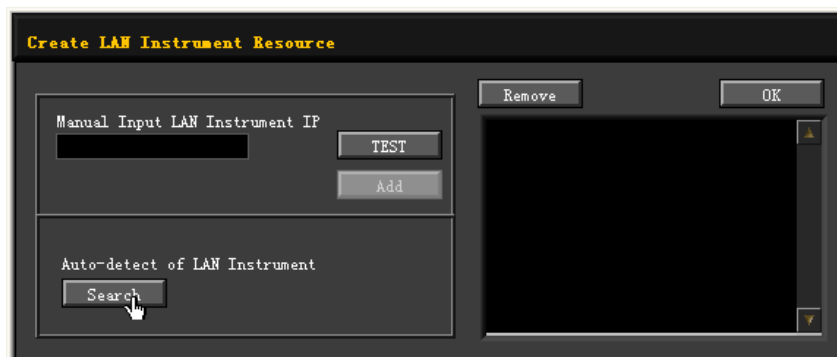 Create LAN Instrument Resource
Remove
OK
Manual Input LAN Instrument IP
TEST
Add
Auto-detect of LAN Instrument
Search